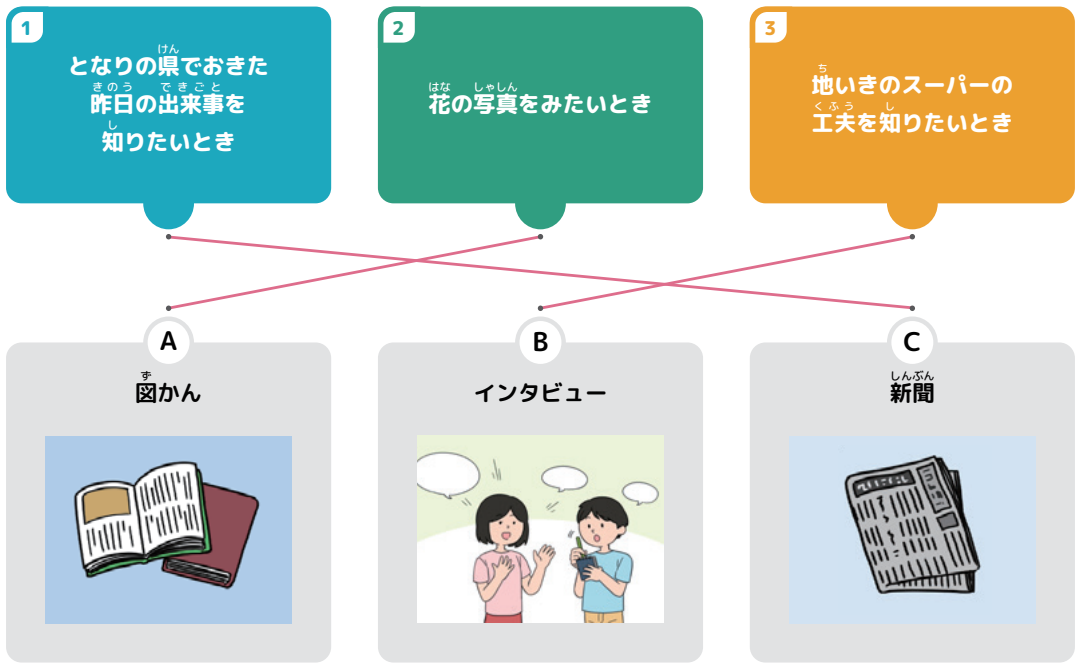 1
となりの県でおきた
昨日の出来事を
知りたいとき
2
花の写真をみたいとき
3
地いきのスーパーの
工夫を知りたいとき
A
図かん
B
インタビュー
C
新聞